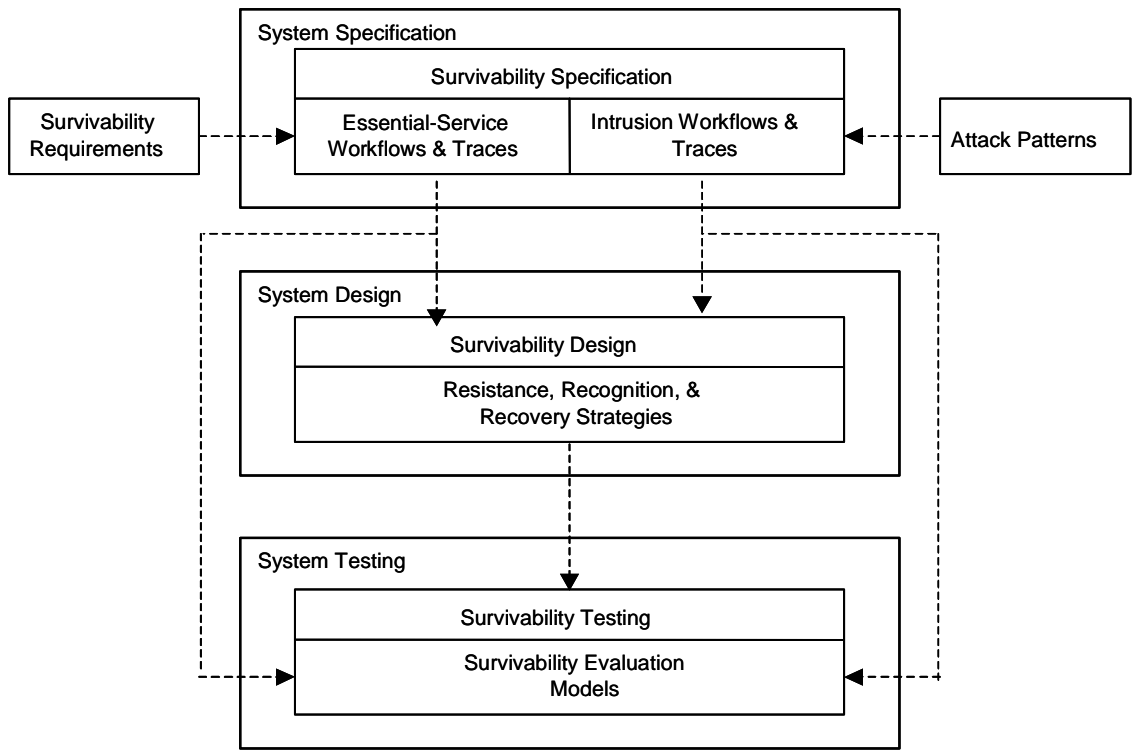 System Specification
Survivability Specification
Survivability
Requirements
Essential-Service
Workflows & Traces
Intrusion Workflows &
Traces
Attack Patterns
System Design
Survivability Design
Resistance, Recognition, &
Recovery Strategies
System Testing
Survivability Testing
Survivability Evaluation
Models